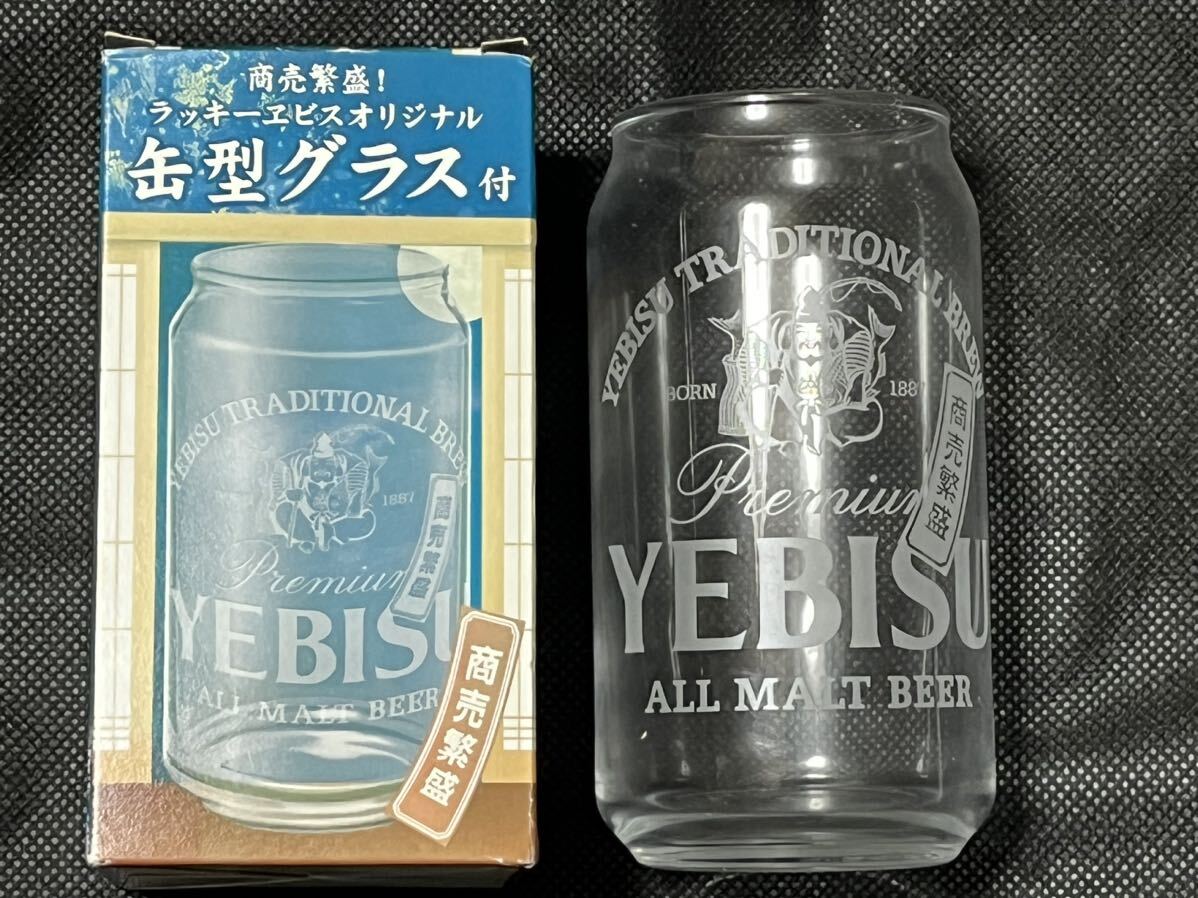 商売繁盛！
ラッキーヱビスオリジナル
缶型グラス付
YEBISU TRADITIONAL BREW
1887
Premium
商売繁盛
YEBISU
ALL MALT BEER
商売繁盛
YEBISU TRADITIONAL BREW
BORN 1887
Premium
商売繁盛
YEBISU
ALL MALT BEER